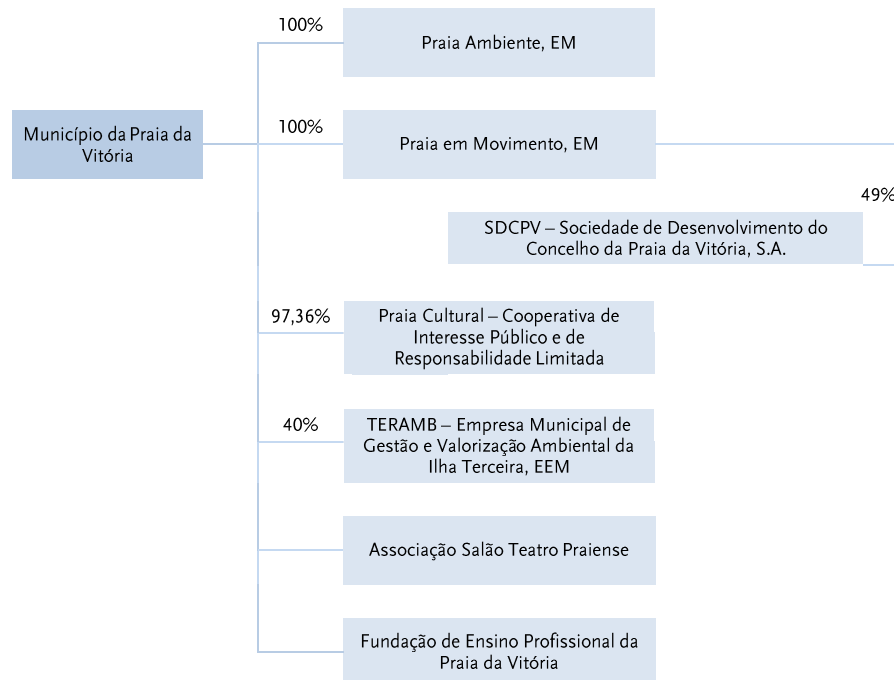 100%
Praia Ambiente, EM
Município da Praia da
Vitória
100%
Praia em Movimento, EM
49%
SDCPV – Sociedade de Desenvolvimento do
Concelho da Praia da Vitória, S.A.
97,36%
Praia Cultural – Cooperativa de
Interesse Público e de
Responsabilidade Limitada
40%
TERAMB – Empresa Municipal de
Gestão e Valorização Ambiental da
Ilha Terceira, EEM
Associação Salão Teatro Praiense
Fundação de Ensino Profissional da
Praia da Vitória